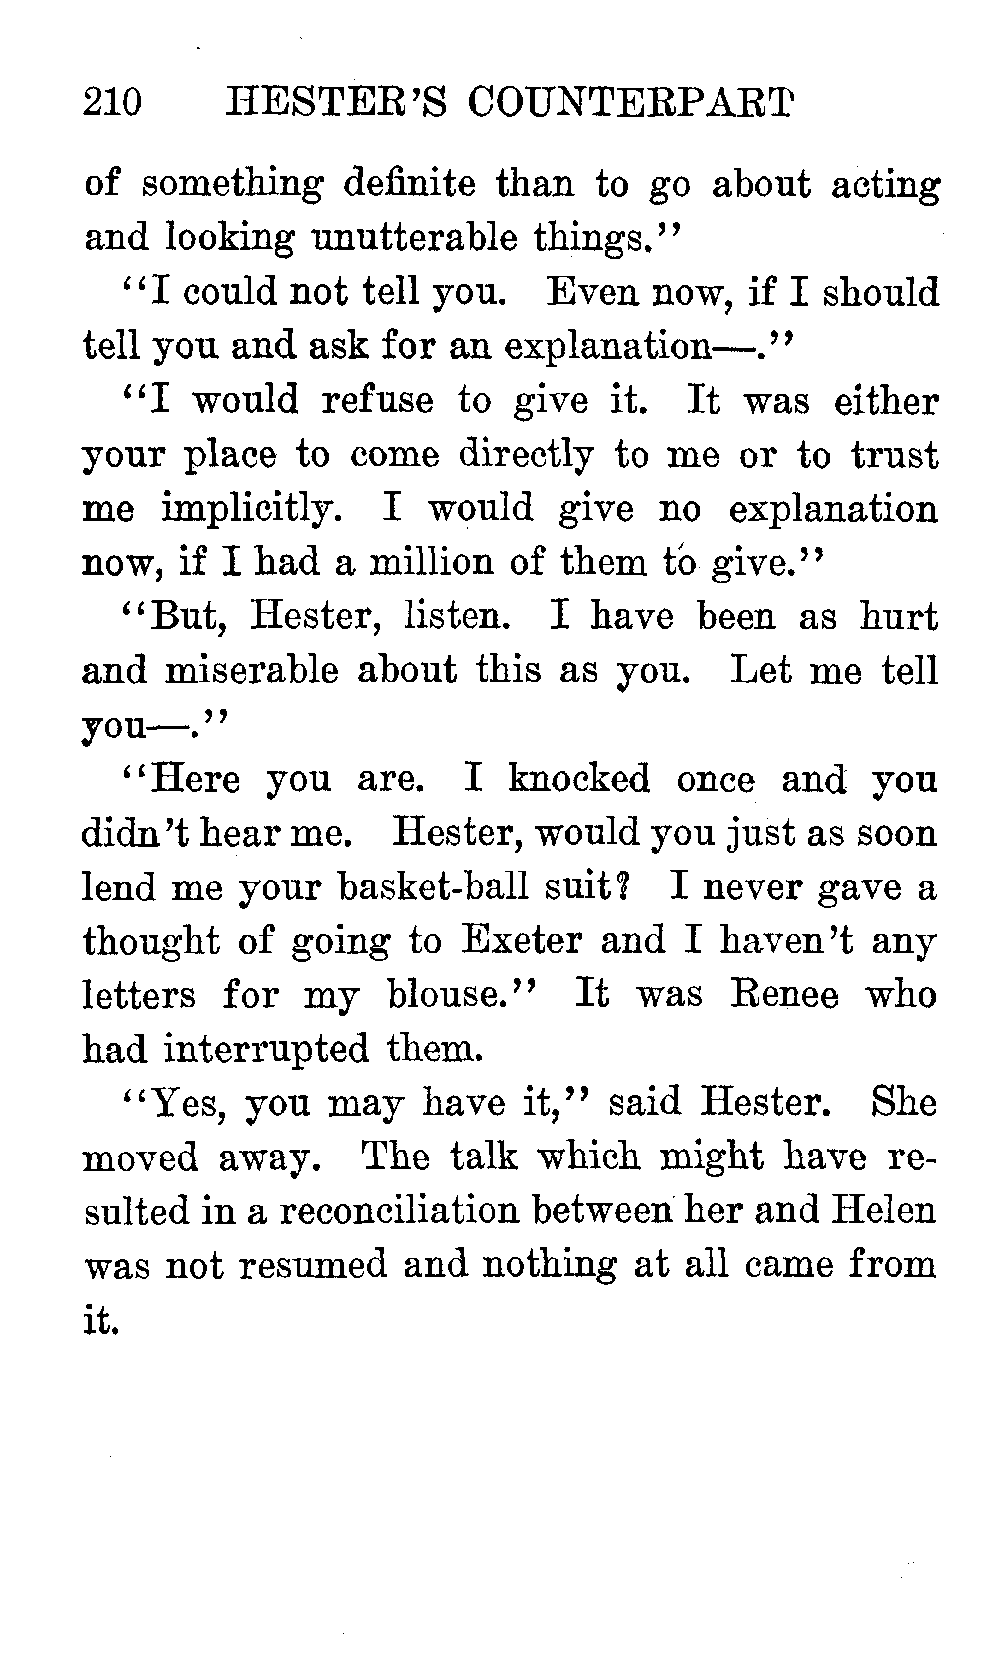 210 HESTER'S COUNTERPART
of something definite than to go about acting
and looking unutterable things."
"I could not tell you. Even now, if I should
tell you and ask for an explanation—."
"I would refuse to give it. It was either
your place to come directly to me or to trust
me implicitly. I would give no explanation
now, if I had a million of them to give."
"But, Hester, listen. I have been as hurt
and miserable about this as you. Let me tell
you—."
"Here you are. I knocked once and you
didn't hear me. Hester, would you just as soon
lend me your basket-ball suit? I never gave a
thought of going to Exeter and I haven't any
letters for my blouse." It was Renee who
had interrupted them.
"Yes, you may have it," said Hester. She
moved away. The talk which might have re-
sulted in a reconciliation between her and Helen
was not resumed and nothing at all came from
it.